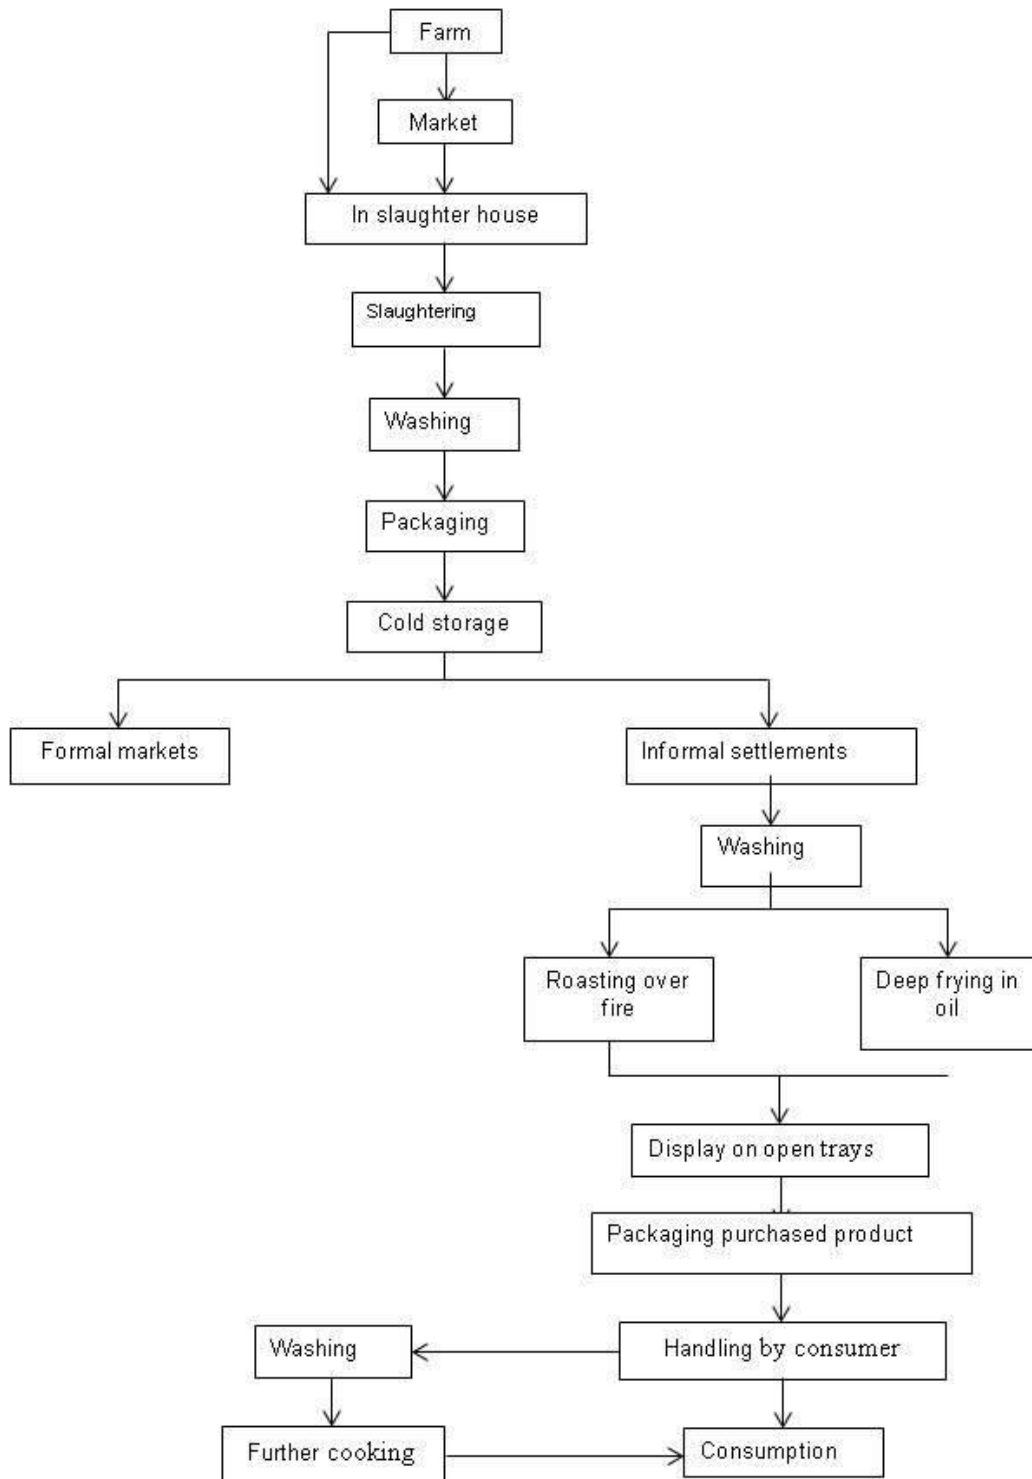 Farm
Market
In slaughter house
Slaughtering
Washing
Packaging
Cold storage
Formal markets
Informal settlements
Washing
Roasting over
fire
Deep frying in
oil
Display on open trays
Packaging purchased product
Handling by consumer
Washing
Further cooking
Consumption